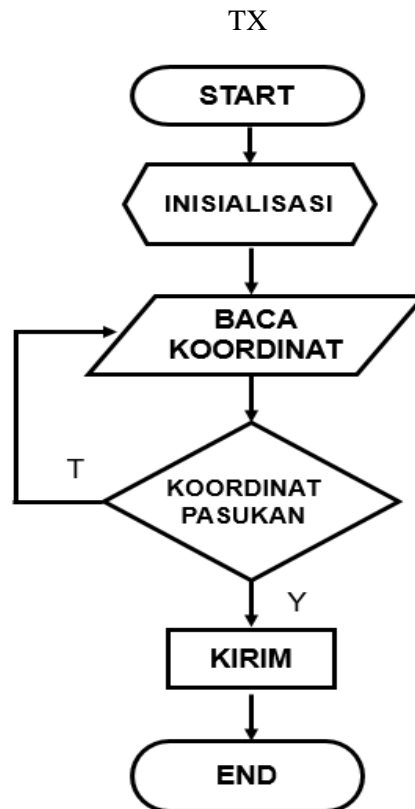 TX
START
INISIALISASI
BACA
KOORDINAT
T
KOORDINAT
PASUKAN
Y
KIRIM
END